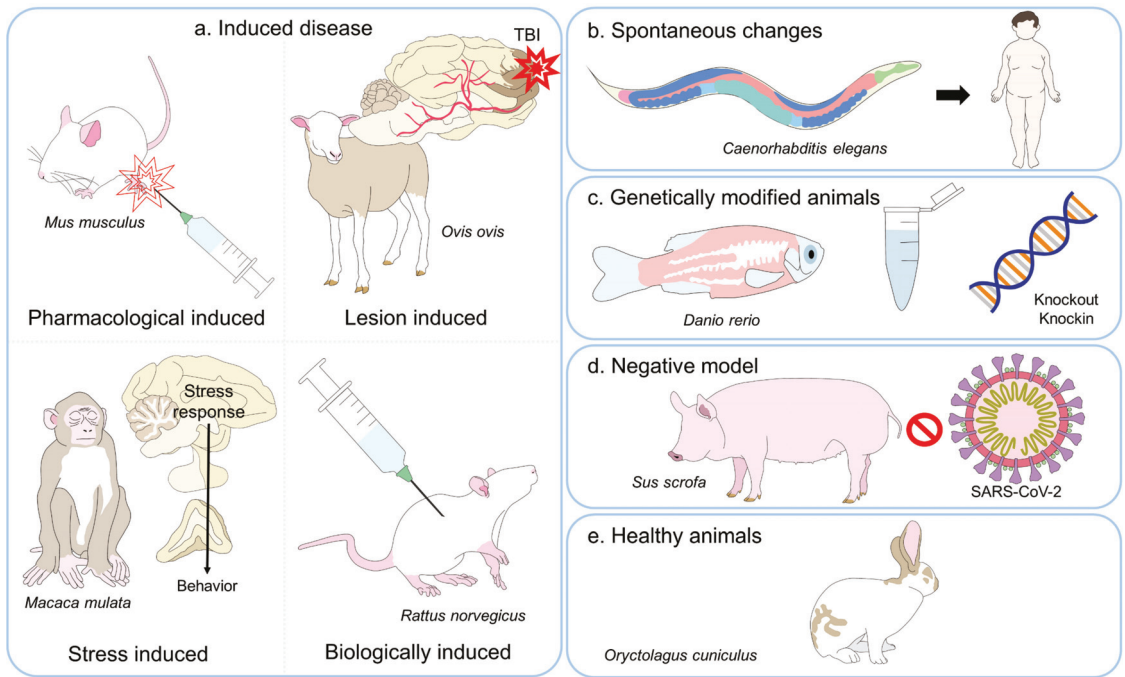 a. Induced disease
TBI
Mus musculus
Ovis ovis
Pharmacological induced
Lesion induced
Stress
response
Behavior
Macaca mulata
Rattus norvegicus
Stress induced
Biologically induced
b. Spontaneous changes
Caenorhabditis elegans
c. Genetically modified animals
Danio rerio
Knockout
Knockin
d. Negative model
Sus scrofa
SARS-CoV-2
e. Healthy animals
Oryctolagus cuniculus